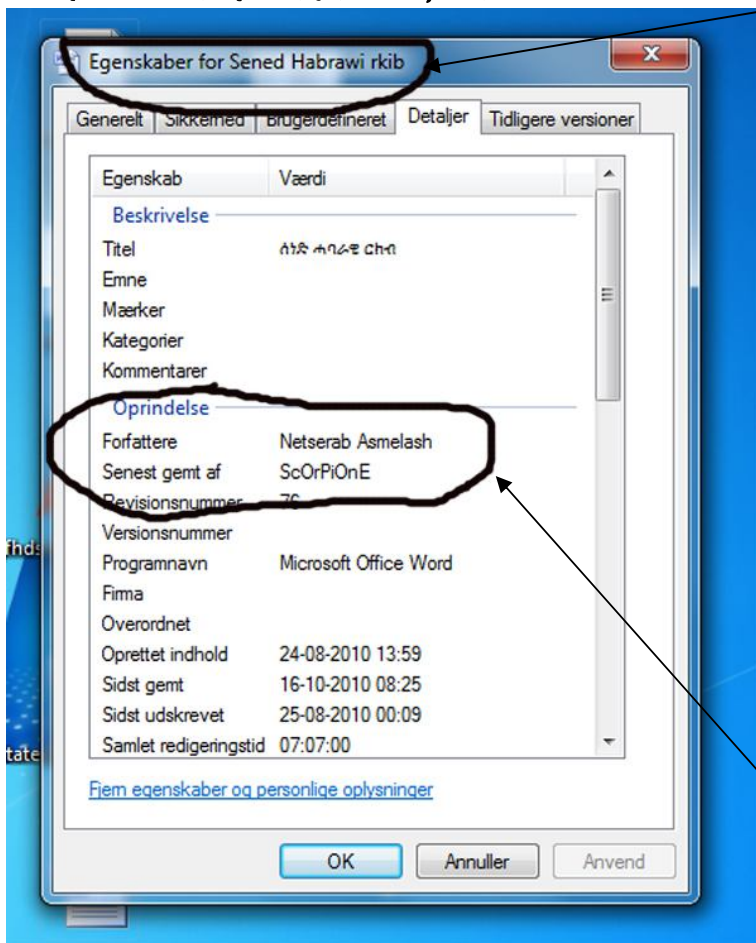 Egenskaber for Sened Habrawi rkib
Generelt Sikkerhed Brugerdefineret Detaljer Tidligere versioner
Egenskab Værdi
Beskrivelse
Titel ሰነድ ሓባራዊ ርክብ
Emne
Mærker
Kategorier
Kommentarer
Oprindelse
Forfattere Netserab Asmelash
Senest gemt af ScOrPiOnE
Revisionsnummer 76
Versionsnummer
Programnavn Microsoft Office Word
Firma
Overordnet
Oprettet indhold 24-08-2010 13:59
Sidst gemt 16-10-2010 08:25
Sidst udskrevet 25-08-2010 00:09
Samlet redigeringstid 07:07:00
Fjern egenskaber og personlige oplysninger
OK Annuller Anvend
fhds
tate